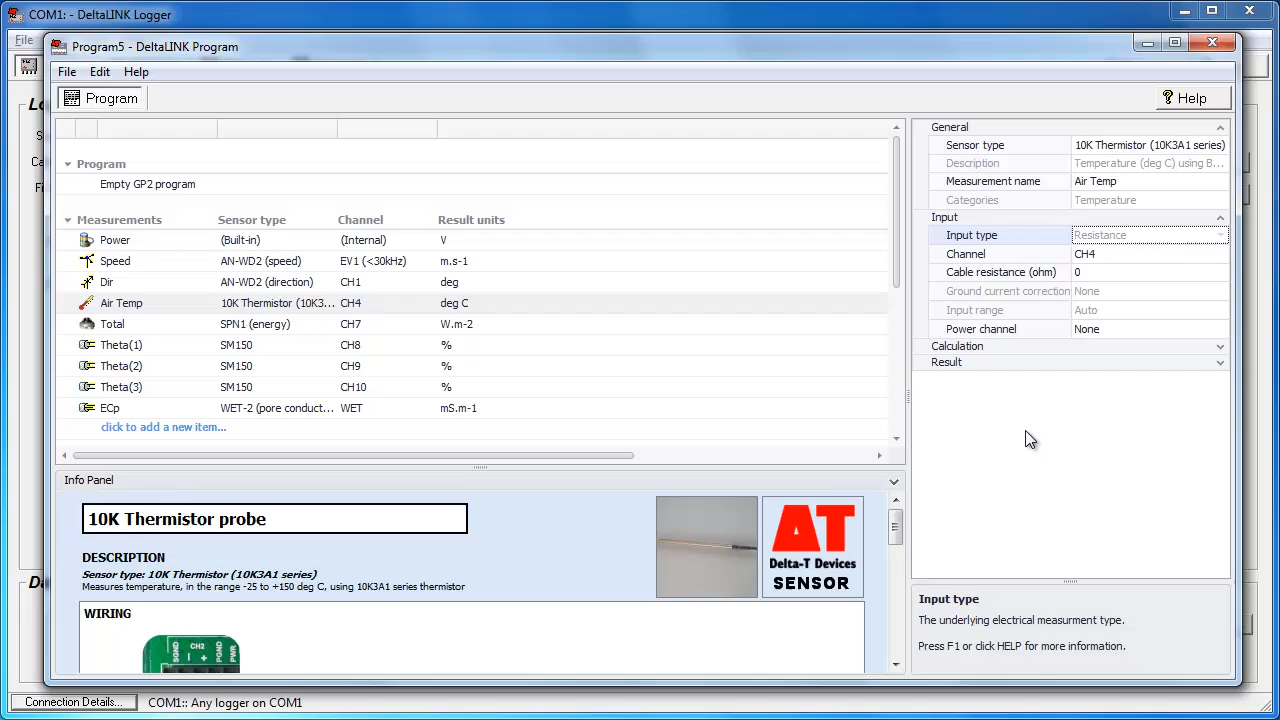 COM1: - DeltaLINK Logger
File
Program5 - DeltaLINK Program
File Edit Help
Program
? Help
Program
Empty GP2 program
Measurements Sensor type Channel Result units
Power (Built-in) (Internal) V
Speed AN-WD2 (speed) EV1 (<30kHz) m.s-1
Dir AN-WD2 (direction) CH1 deg
Air Temp 10K Thermistor (10K3... CH4 deg C
Total SPN1 (energy) CH7 W.m-2
Theta(1) SM150 CH8 %
Theta(2) SM150 CH9 %
Theta(3) SM150 CH10 %
ECp WET-2 (pore conduct... WET mS.m-1
click to add a new item...
General
Sensor type 10K Thermistor (10K3A1 series)
Description Temperature (deg C) using B...
Measurement name Air Temp
Categories Temperature
Input
Input type Resistance
Channel CH4
Cable resistance (ohm) 0
Ground current correction None
Input range Auto
Power channel None
Calculation
Result
Info Panel
10K Thermistor probe
DESCRIPTION
Sensor type: 10K Thermistor (10K3A1 series)
Measures temperature, in the range -25 to +150 deg C, using 10K3A1 series thermistor
WIRING
SGND CH2 PGND PWR
- +
AT
Delta-T Devices
SENSOR
Input type
The underlying electrical measurment type.
Press F1 or click HELP for more information.
Connection Details... COM1:: Any logger on COM1